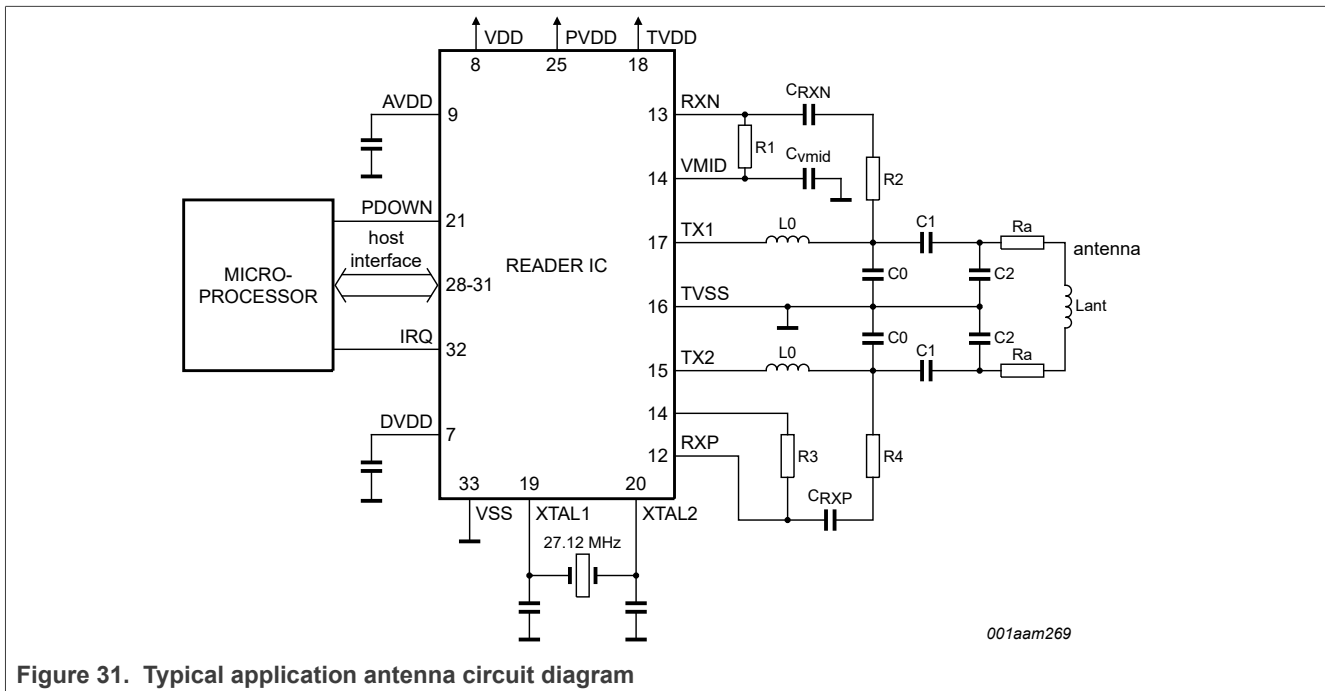 VDD PVDD TVDD
8 25 18
AVDD
9
RXN
13
CRXN
R1
VMID
14
Cvmid
R2
PDOWN
21
host
interface
28-31
MICRO-
PROCESSOR
READER IC
TX1
17
L0
C1
Ra
antenna
C0
C2
TVSS
16
Lant
IRQ
32
C0
C2
TX2
15
L0
C1
Ra
DVDD
7
14
RXP
12
R3
R4
CRXP
33 19 20
VSS XTAL1 XTAL2
27.12 MHz
001aam269
Figure 31. Typical application antenna circuit diagram